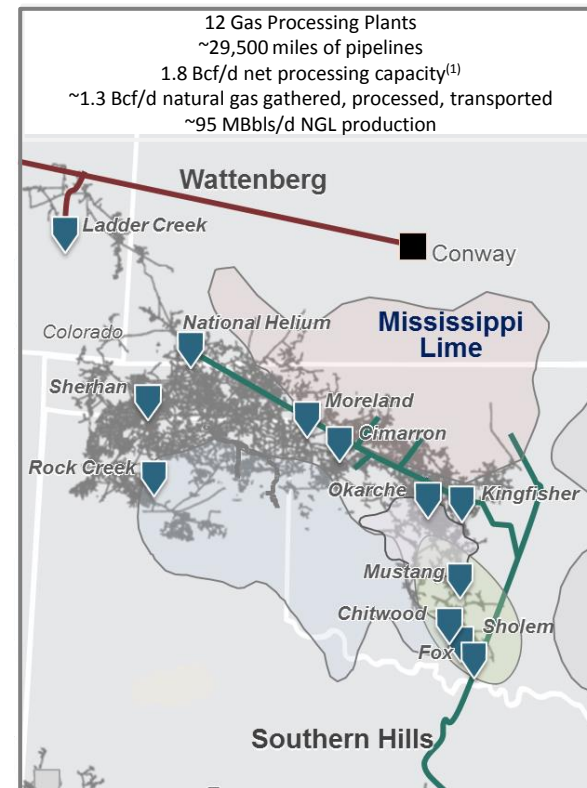 12 Gas Processing Plants
~29,500 miles of pipelines
1.8 Bcf/d net processing capacity(1)
~1.3 Bcf/d natural gas gathered, processed, transported
~95 MBbls/d NGL production
Wattenberg
Ladder Creek
Conway
National Helium
Mississippi
Lime
Colorado
Sherhan
Moreland
Cimarron
Rock Creek
Okarche
Kingfisher
Mustang
Chitwood
Sholem
Fox
Southern Hills